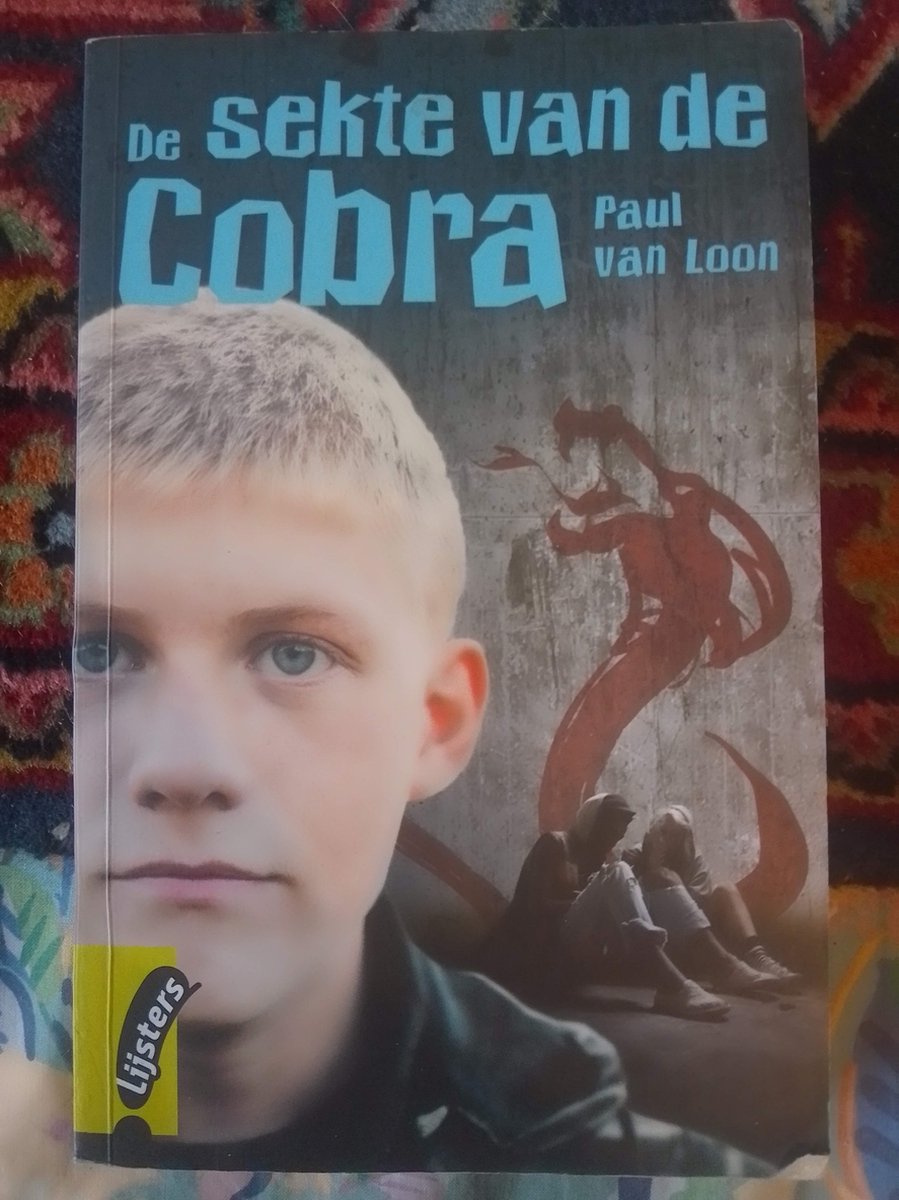 De sekte van de
Cobra
Paul
van Loon
Lijsters